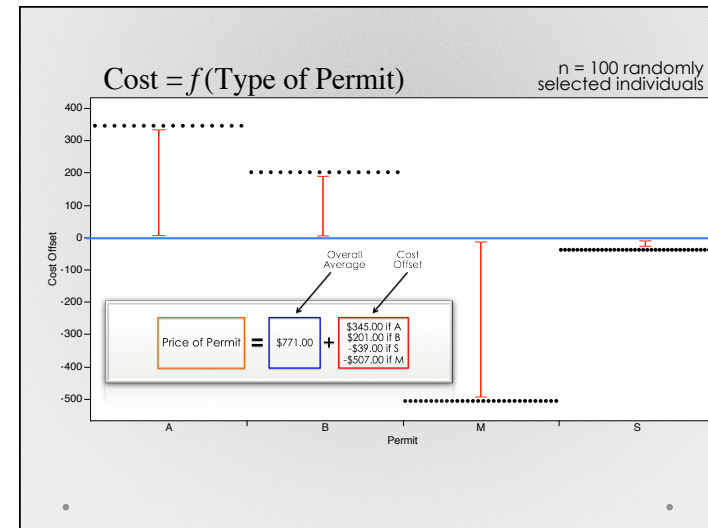 Cost = f(Type of Permit)
n = 100 randomly
selected individuals
400
300
200
100
0
-100
-200
-300
-400
-500
Cost Offset
Overall
Average
Cost
Offset
Price of Permit = $771.00 +
$345.00 if A
$201.00 if B
-$39.00 if S
-$507.00 if M
A B M S
Permit